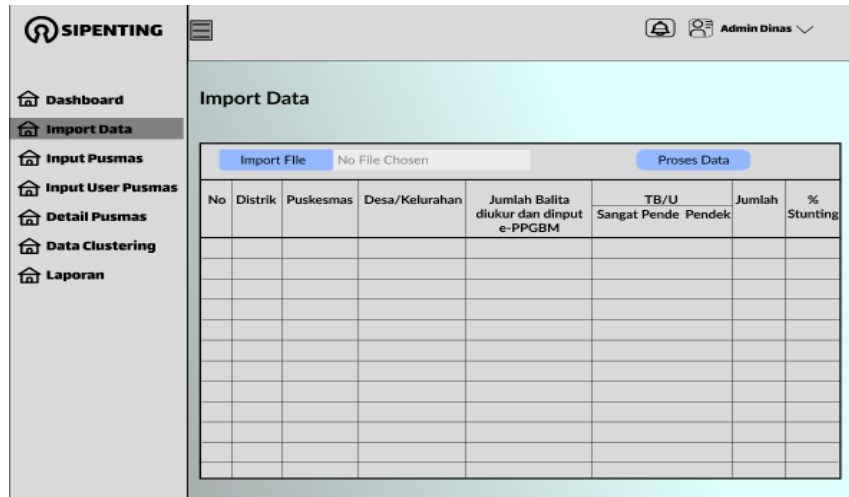 SIPENTING
Admin Dinas
Dashboard
Import Data
Input Pusmas
Input User Pusmas
Detail Pusmas
Data Clustering
Laporan
Import Data
Import FIle No File Chosen Proses Data
No Distrik Puskesmas Desa/Kelurahan Jumlah Balita TB/U Jumlah %
diukur dan dinput Sangat Pende Pendek Stunting
e-PPGBM